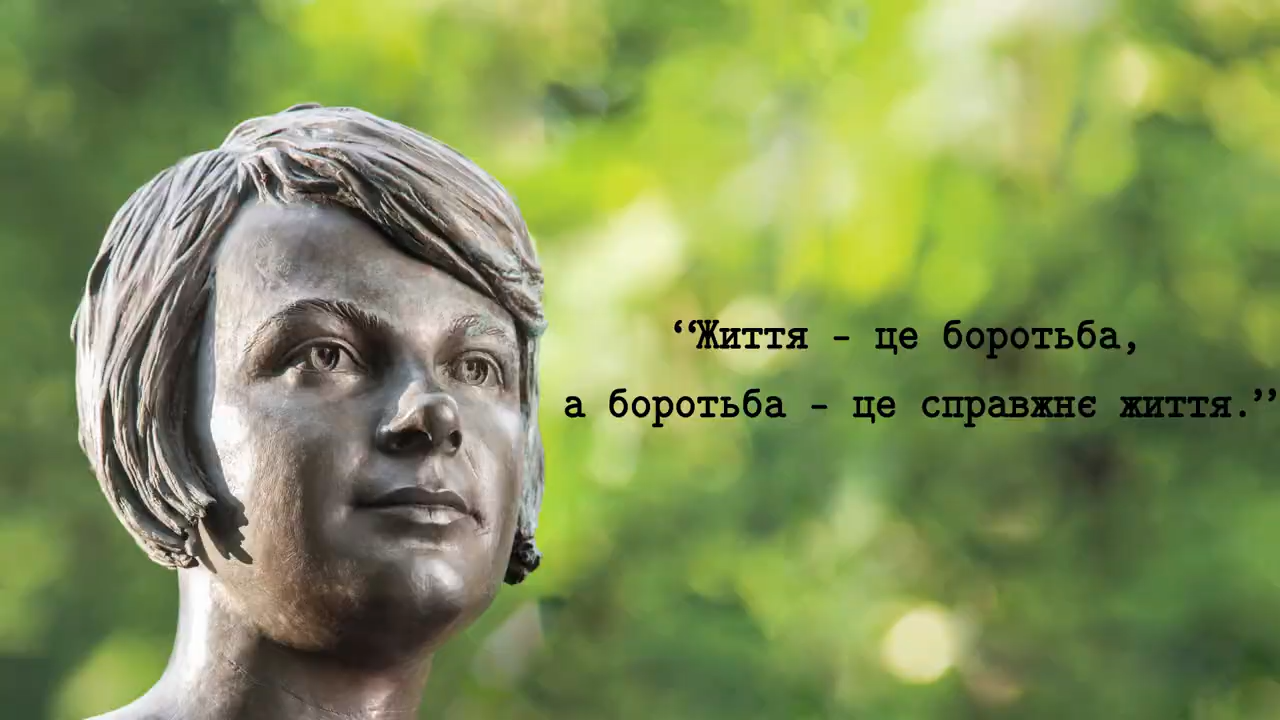 “Життя – це боротьба,
а боротьба – це справжнє життя.”